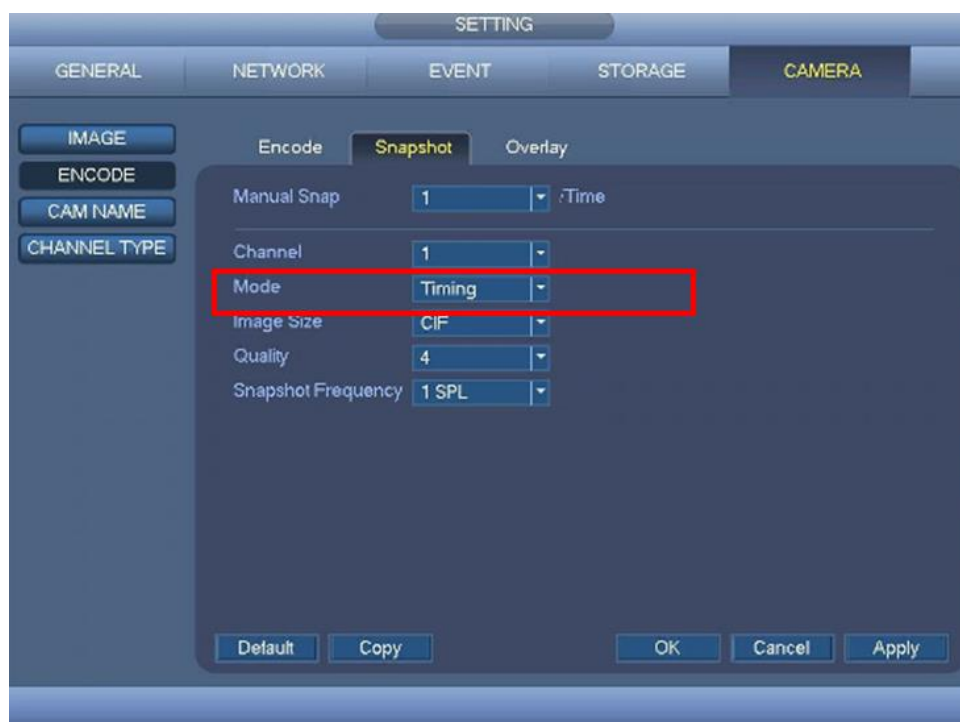 SETTING
GENERAL NETWORK EVENT STORAGE CAMERA
IMAGE
ENCODE
CAM NAME
CHANNEL TYPE
Encode Snapshot Overlay
Manual Snap 1 /Time
Channel 1
Mode Timing
Image Size CIF
Quality 4
Snapshot Frequency 1 SPL
Default Copy OK Cancel Apply